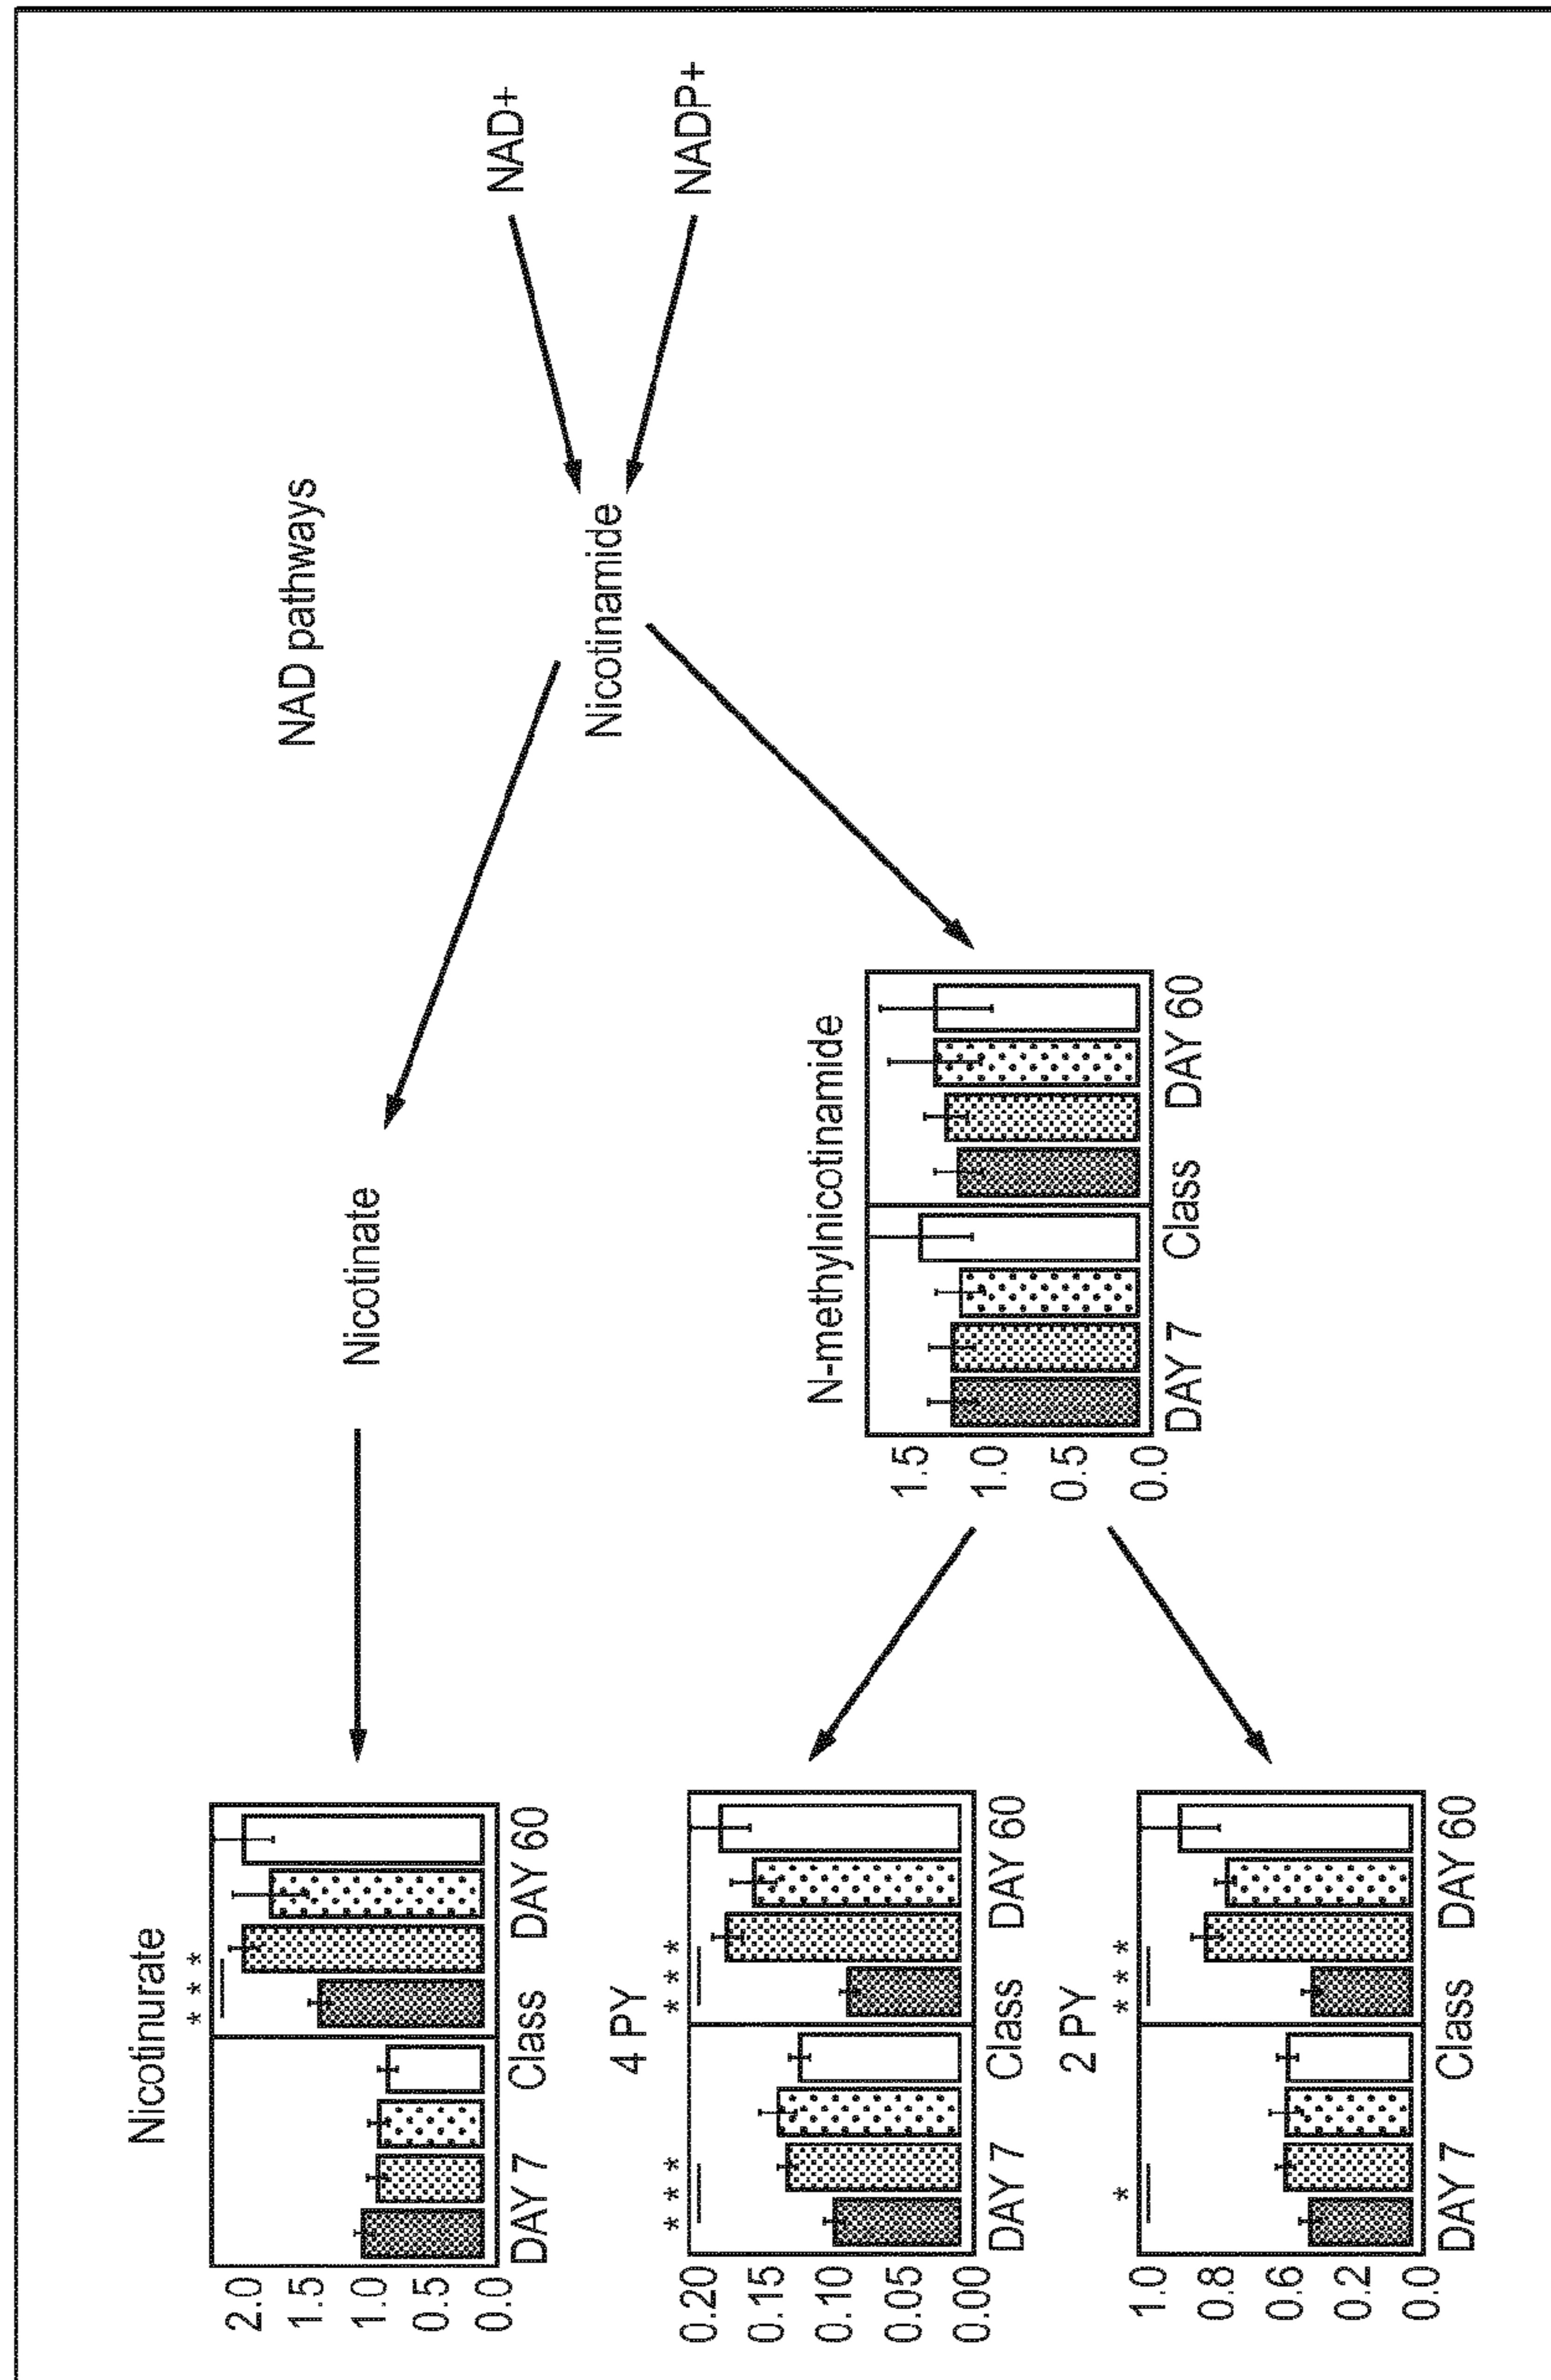 NAD pathways
NAD+
NADP+
Nicotinamide
Nicotinate
Nicotinurate
* * *
2.0
1.5
1.0
0.5
0.0
DAY 7 Class DAY 60
N-methylnicotinamide
1.5
1.0
0.5
0.0
DAY 7 Class DAY 60
4 PY
* * * * * *
0.20
0.15
0.10
0.05
0.00
DAY 7 Class DAY 60
2 PY
* * * *
1.0
0.8
0.6
0.2
0.0
DAY 7 Class DAY 60